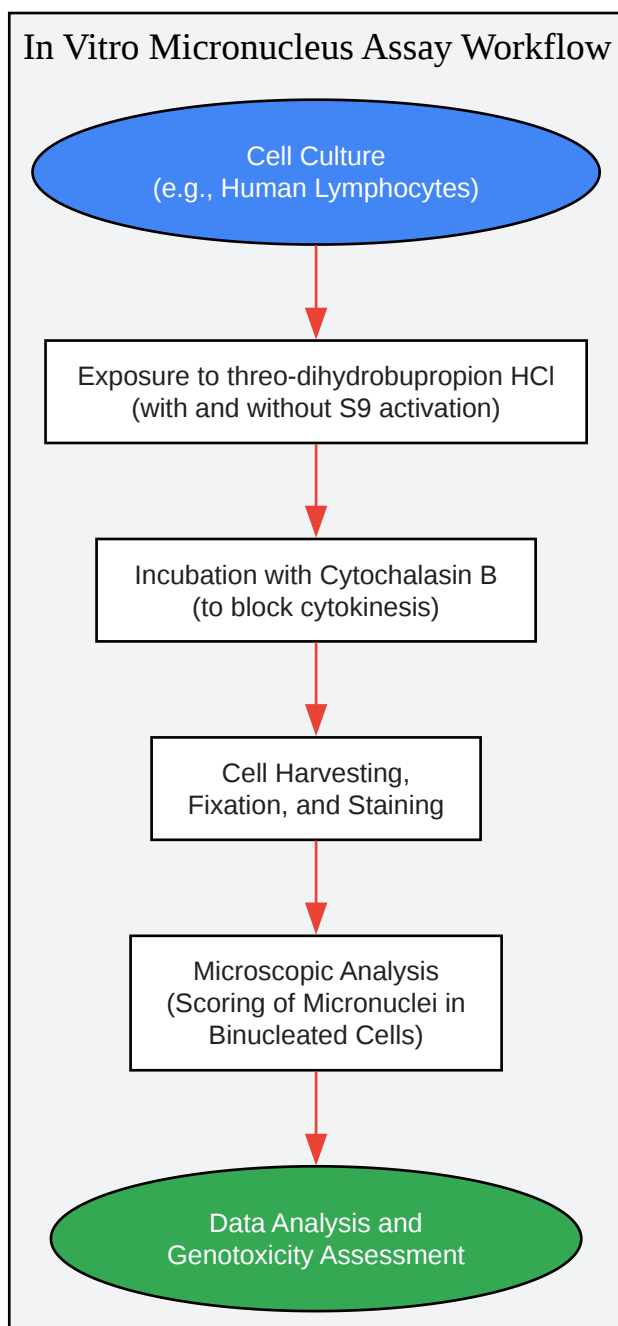 In Vitro Micronucleus Assay Workflow
Cell Culture
(e.g., Human Lymphocytes)
Exposure to threo-dihydrobupropion HCl
(with and without S9 activation)
Incubation with Cytochalasin B
(to block cytokinesis)
Cell Harvesting,
Fixation, and Staining
Microscopic Analysis
(Scoring of Micronuclei in
Binucleated Cells)
Data Analysis and
Genotoxicity Assessment